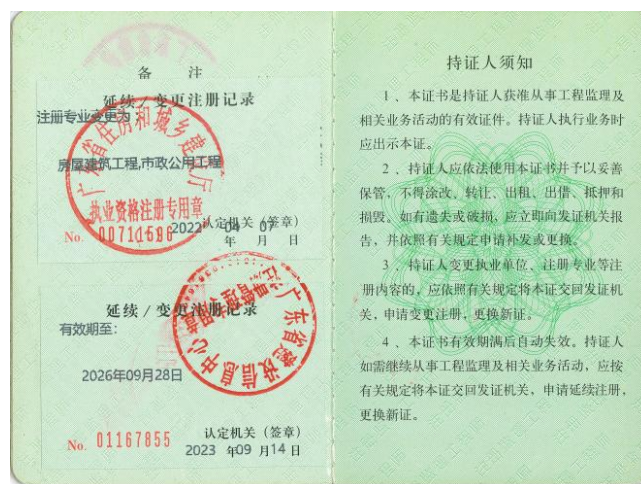 备 注
延续／变更注册记录
注册专业变更为：
房屋建筑工程,市政公用工程
广东省住房和城乡建设厅
执业资格注册专用章
认定机关（签章）
No. 00711696 2022 04 07
年 月 日
延续／变更注册记录
有效期至：
广东省建设信息中心
2026年09月28日
认定机关（签章）
No. 01167855 2023 年09 月14 日
持证人须知
1 、本证书是持证人获准从事工程监理及
相关业务活动的有效证件。持证人执行业务时
应出示本证。
2 、持证人应依法使用本证书并予以妥善
保管，不得涂改、转让、出租、出借、抵押和
损毁。如有遗失或破损，应立即向发证机关报
告，并依照有关规定申请补发或更换。
3 、持证人变更执业单位、注册专业等注
册内容的，应依照有关规定将本证交回发证机
关，申请变更注册，更换新证。
4 、本证书有效期满后自动失效。持证人
如需继续从事工程监理及相关业务活动，应按
有关规定将本证交回发证机关，申请延续注册，
更换新证。